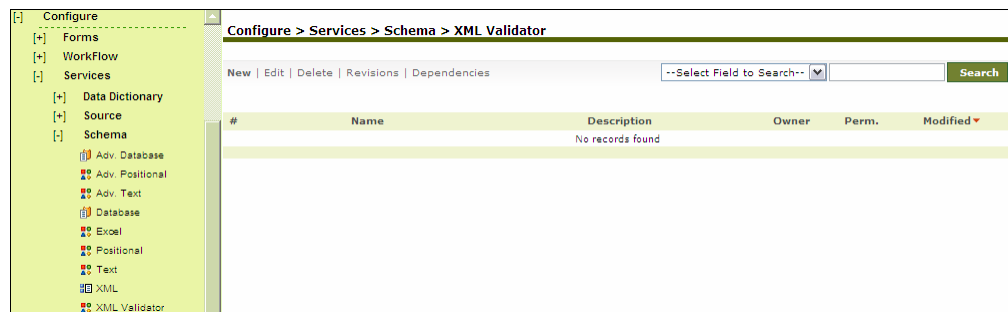 [-] Configure
[+] Forms
[+] WorkFlow
[-] Services
[+] Data Dictionary
[+] Source
[-] Schema
Adv. Database
Adv. Positional
Adv. Text
Database
Excel
Positional
Text
XML
XML Validator
Configure > Services > Schema > XML Validator
New | Edit | Delete | Revisions | Dependencies --Select Field to Search-- Search
# Name Description Owner Perm. Modified
No records found